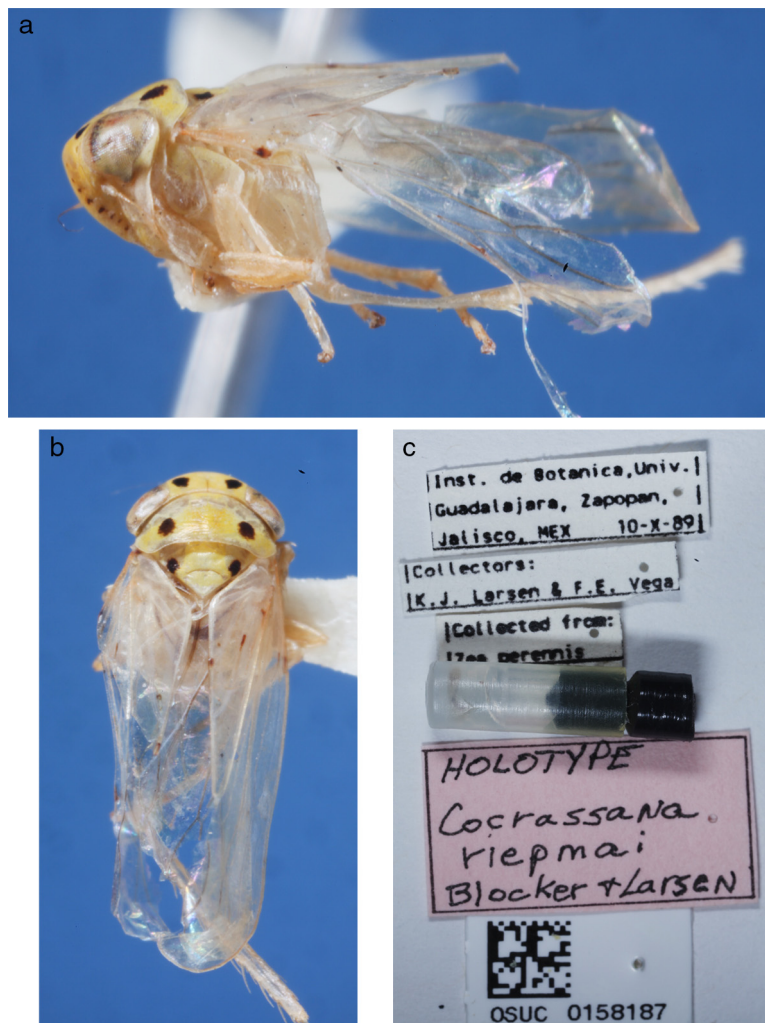 a
b
c
Inst. de Botanica, Univ.
Guadalajara, Zapopan,
Jalisco, MEX 10-X-89
Collectors:
K.J. Larsen & F.E. Vega
Collected from:
Zea perennis
HOLOTYPE
Cocrassana
riepmai
Blocker & Larsen
OSUC 0158187